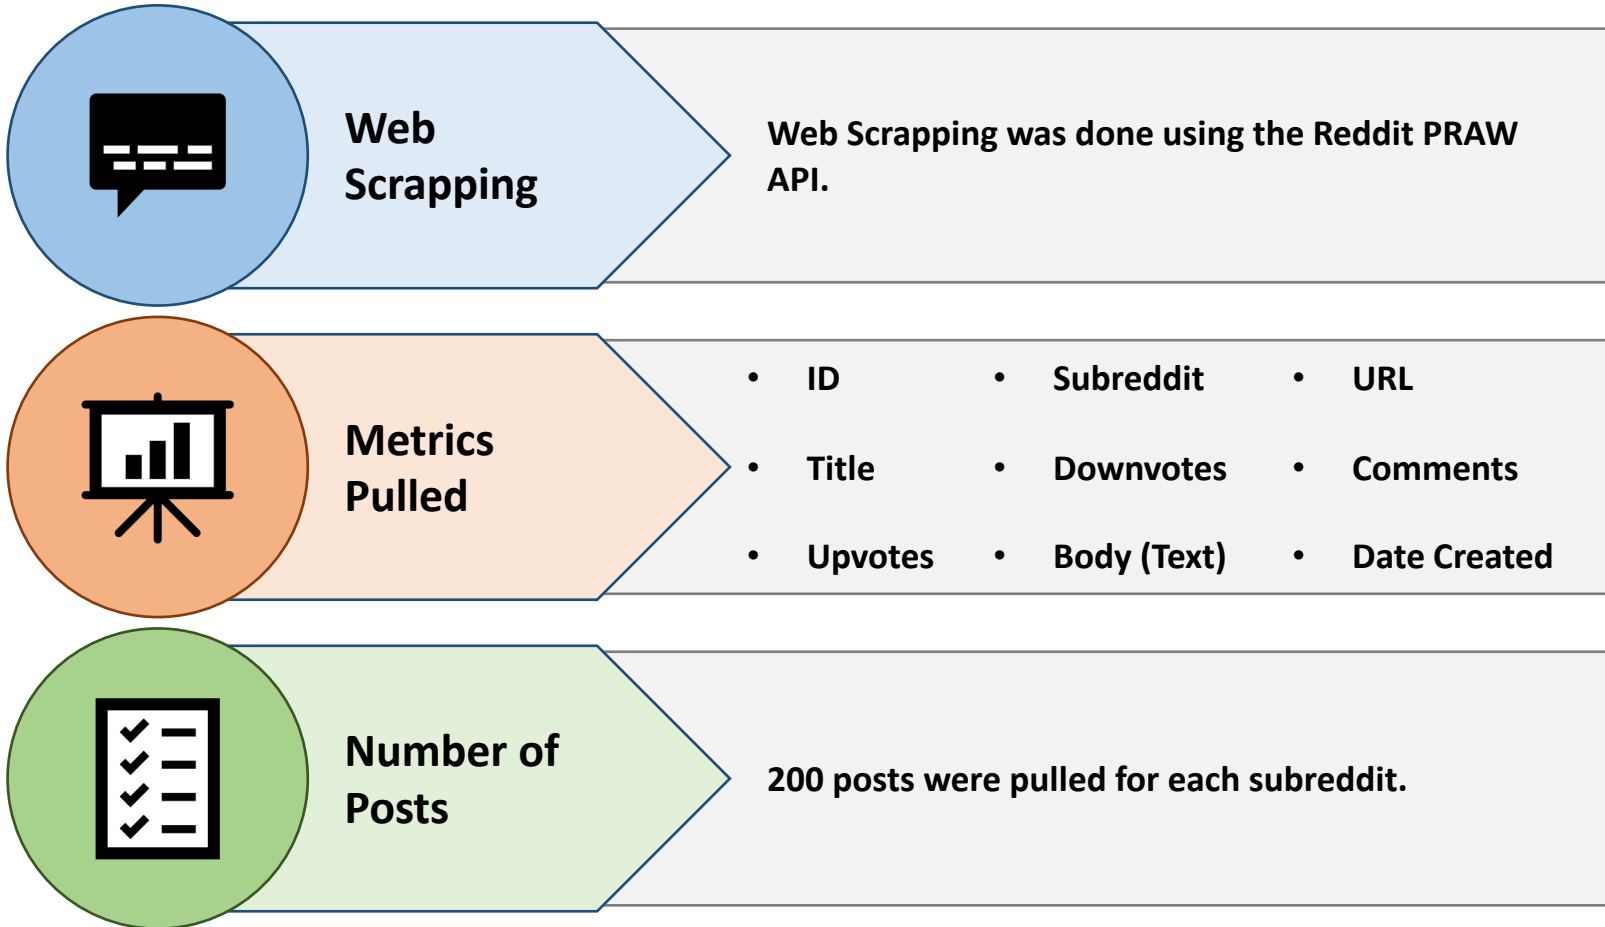 Web
Scrapping
Web Scrapping was done using the Reddit PRAW
API.
Metrics
Pulled
• ID • Subreddit • URL
• Title • Downvotes • Comments
• Upvotes • Body (Text) • Date Created
Number of
Posts
200 posts were pulled for each subreddit.